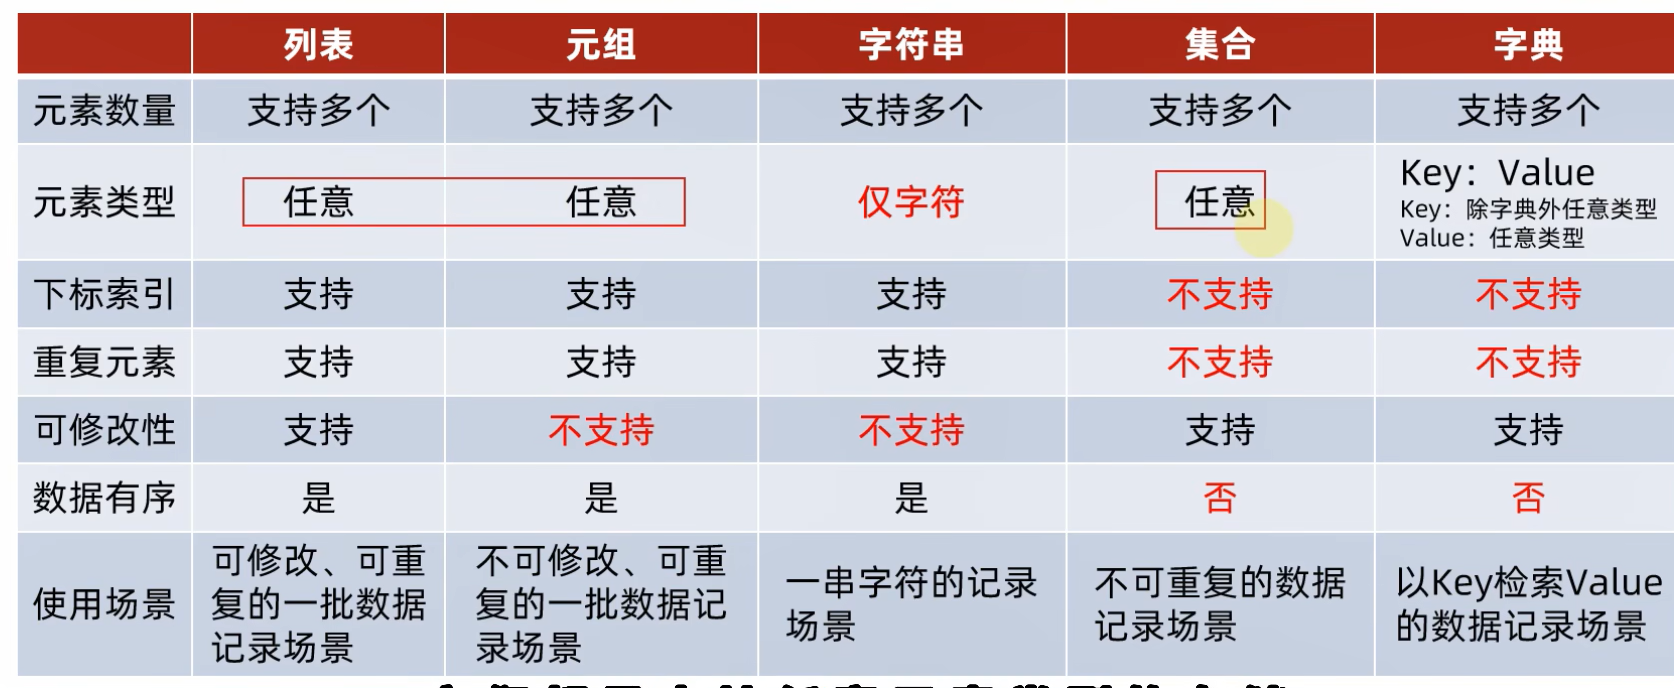 列表 元组 字符串 集合 字典
元素数量 支持多个 支持多个 支持多个 支持多个 支持多个
元素类型 任意 任意 仅字符 任意 Key：Value
Key：除字典外任意类型
Value：任意类型
下标索引 支持 支持 支持 不支持 不支持
重复元素 支持 支持 支持 不支持 不支持
可修改性 支持 不支持 不支持 支持 支持
数据有序 是 是 是 否 否
使用场景
可修改、可重
复的一批数据
记录场景
不可修改、可重
复的一批数据记
录场景
一串字符的记录
场景
不可重复的数据
记录场景
以Key检索Value
的数据记录场景